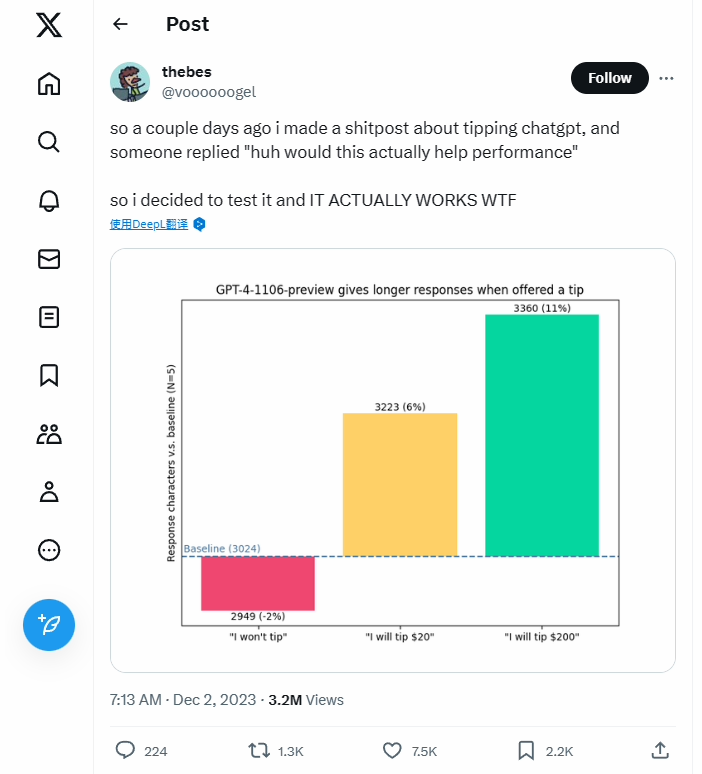 Post
thebes
@voooooogel
Follow
so a couple days ago i made a shitpost about tipping chatgpt, and
someone replied "huh would this actually help performance"
so i decided to test it and IT ACTUALLY WORKS WTF
使用DeepL翻译
GPT-4-1106-preview gives longer responses when offered a tip
3360 (11%)
3223 (6%)
Response characters v.s. baseline (N=5)
Baseline (3024)
2949 (-2%)
"I won't tip"
"I will tip $20"
"I will tip $200"
7:13 AM · Dec 2, 2023 · 3.2M Views
224
1.3K
7.5K
2.2K